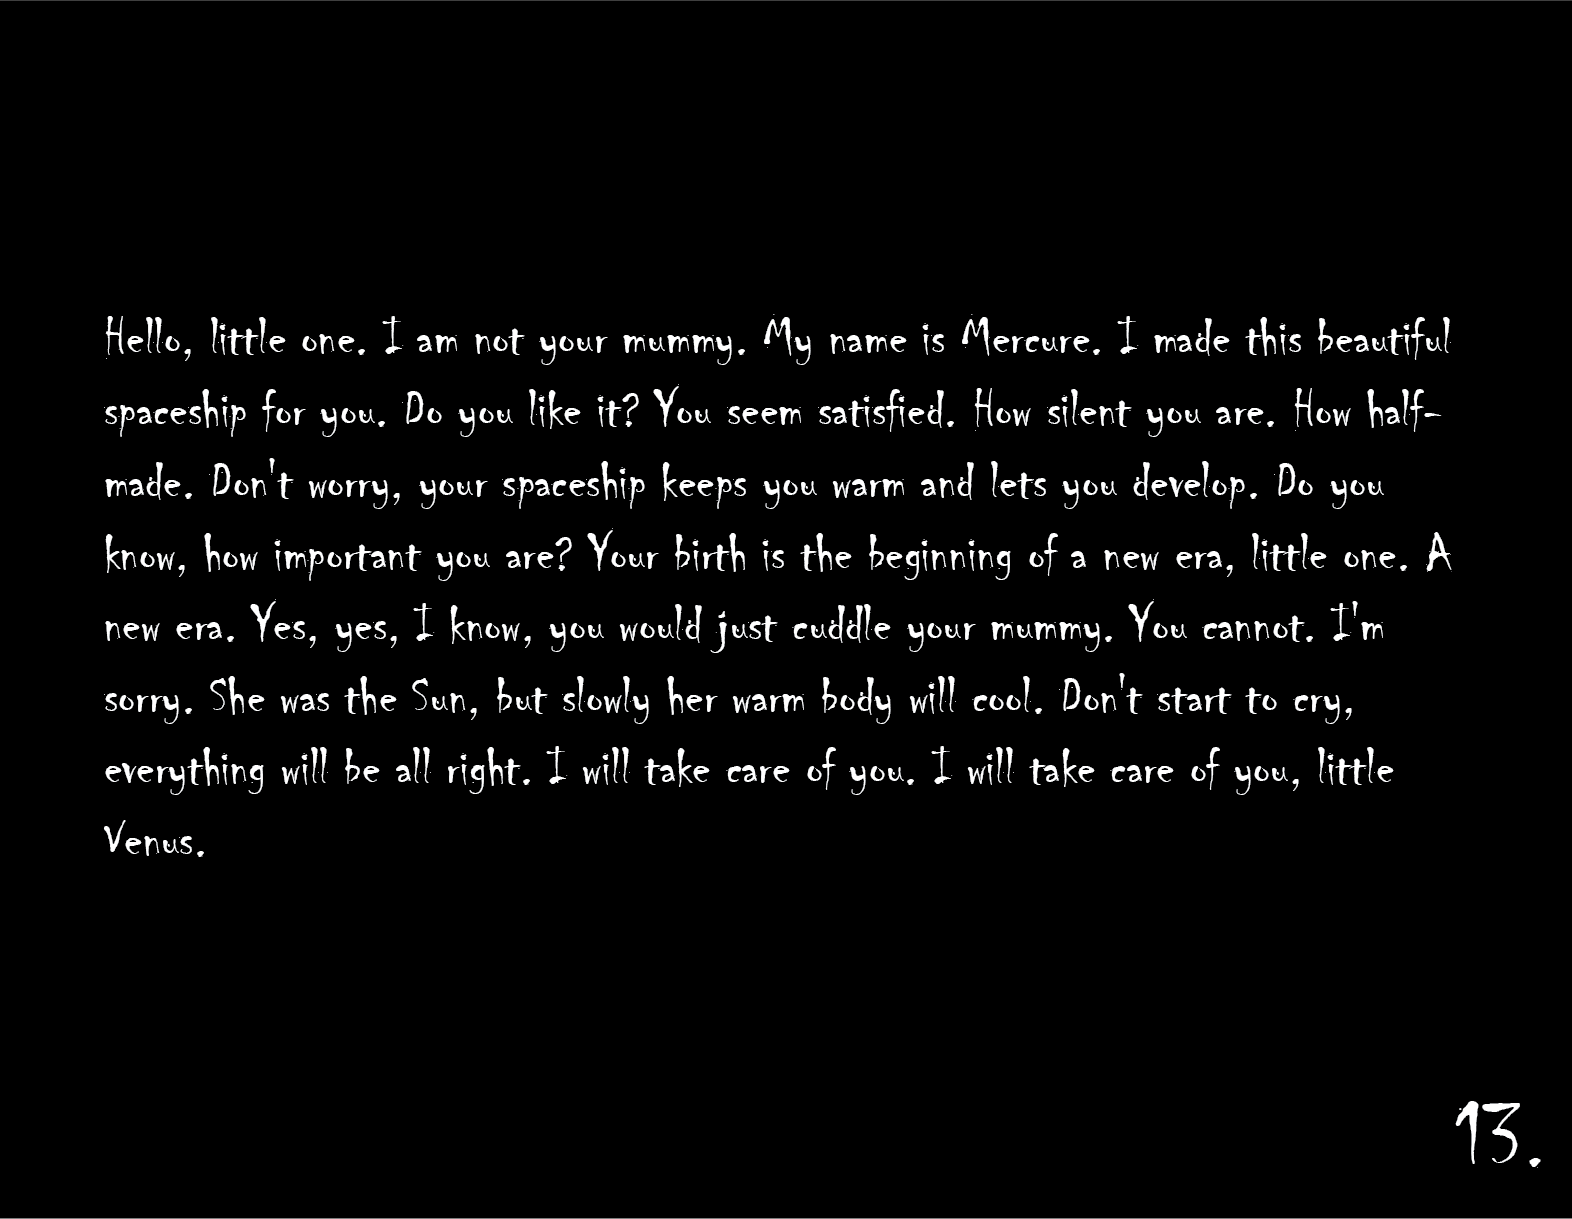 Hello, little one. I am not your mummy. My name is Mercure. I made this beautiful
spaceship for you. Do you like it? You seem satisfied. How silent you are. How half-
made. Don't worry, your spaceship keeps you warm and lets you develop. Do you
know, how important you are? Your birth is the beginning of a new era, little one. A
new era. Yes, yes, I know, you would just cuddle your mummy. You cannot. I'm
sorry. She was the Sun, but slowly her warm body will cool. Don't start to cry,
everything will be all right. I will take care of you. I will take care of you, little
Venus.
13.